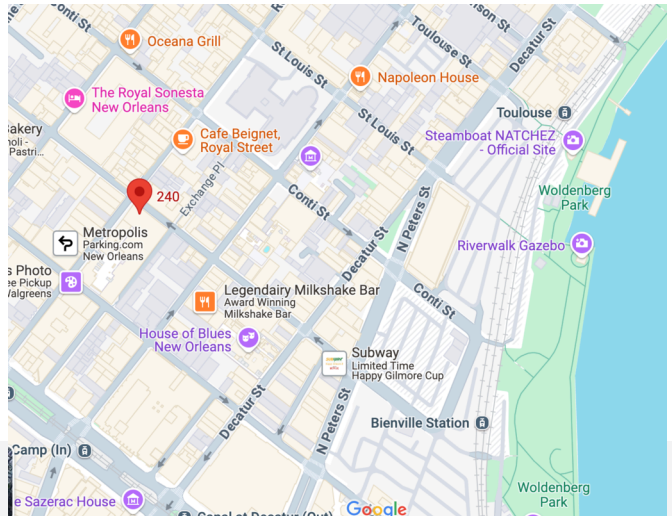 Conti St
Oceana Grill
St Louis St
Toulouse St
Decatur St
Napoleon House
The Royal Sonesta
New Orleans
Toulouse
St Louis St
Cafe Beignet,
Royal Street
Steamboat NATCHEZ
- Official Site
Pastri...
Exchange Pl
240
Conti St
Woldenberg
Park
N Peters St
Metropolis
Parking.com
New Orleans
Decatur St
Riverwalk Gazebo
s Photo
ee Pickup
Walgreens
Legendairy Milkshake Bar
Award Winning
Milkshake Bar
Conti St
House of Blues
New Orleans
Subway
Limited Time
Happy Gilmore Cup
Decatur St
N Peters St
Bienville Station
Camp (In)
e Sazerac House
Woldenberg
Park
Google